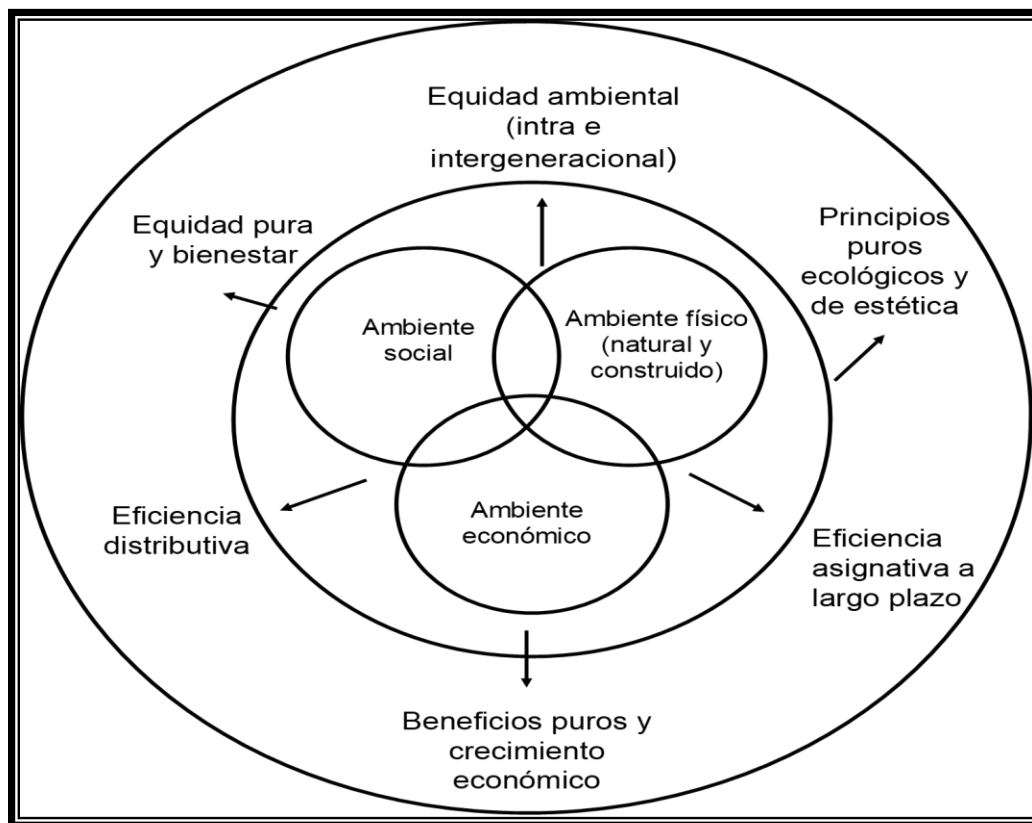 Equidad ambiental
(intra e
intergeneracional)
Equidad pura
y bienestar
Principios
puros
ecológicos y
de estética
Ambiente
social
Ambiente físico
(natural y
construido)
Ambiente
económico
Eficiencia
distributiva
Eficiencia
asignativa a
largo plazo
Beneficios puros y
crecimiento
económico